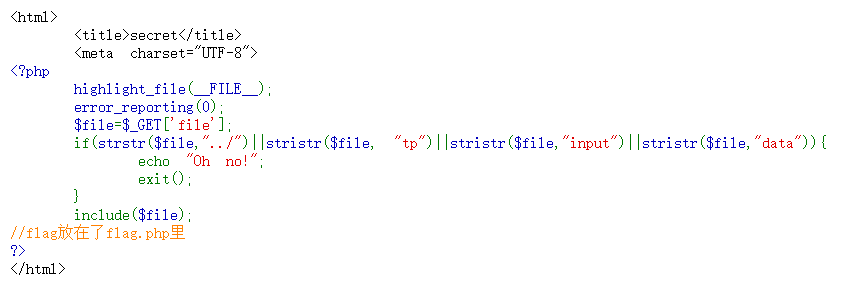 <html>
<title>secret</title>
<meta charset="UTF-8">
<?php
highlight_file(__FILE__);
error_reporting(0);
$file=$_GET['file'];
if(strstr($file,"../")||stristr($file, "tp")||stristr($file,"input")||stristr($file,"data")){
echo "Oh no!";
exit();
}
include($file);
//flag放在了flag.php里
?>
</html>